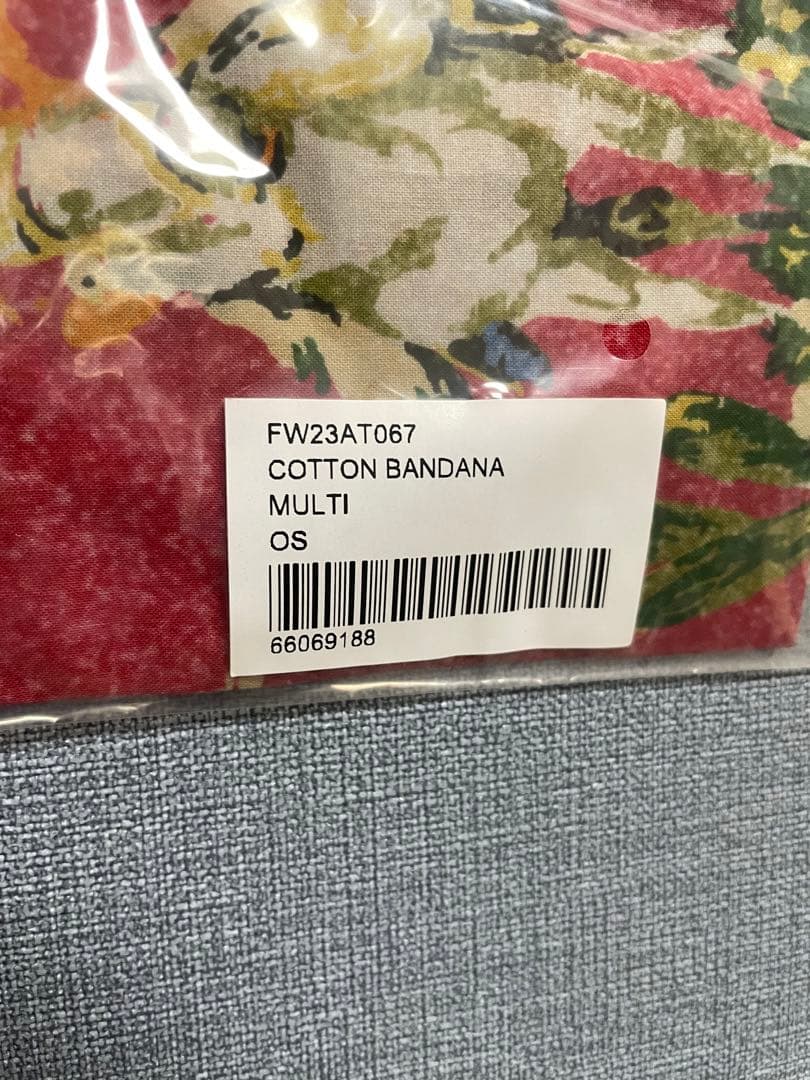 FW23AT067
COTTON BANDANA
MULTI
OS
66069188